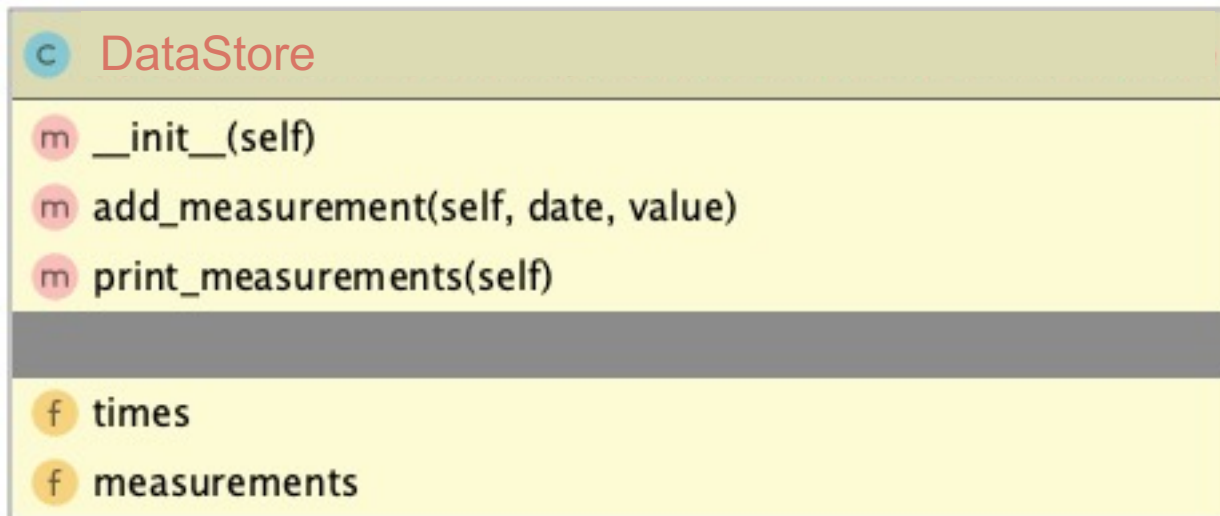 c DataStore
m __init__(self)
m add_measurement(self, date, value)
m print_measurements(self)
f times
f measurements